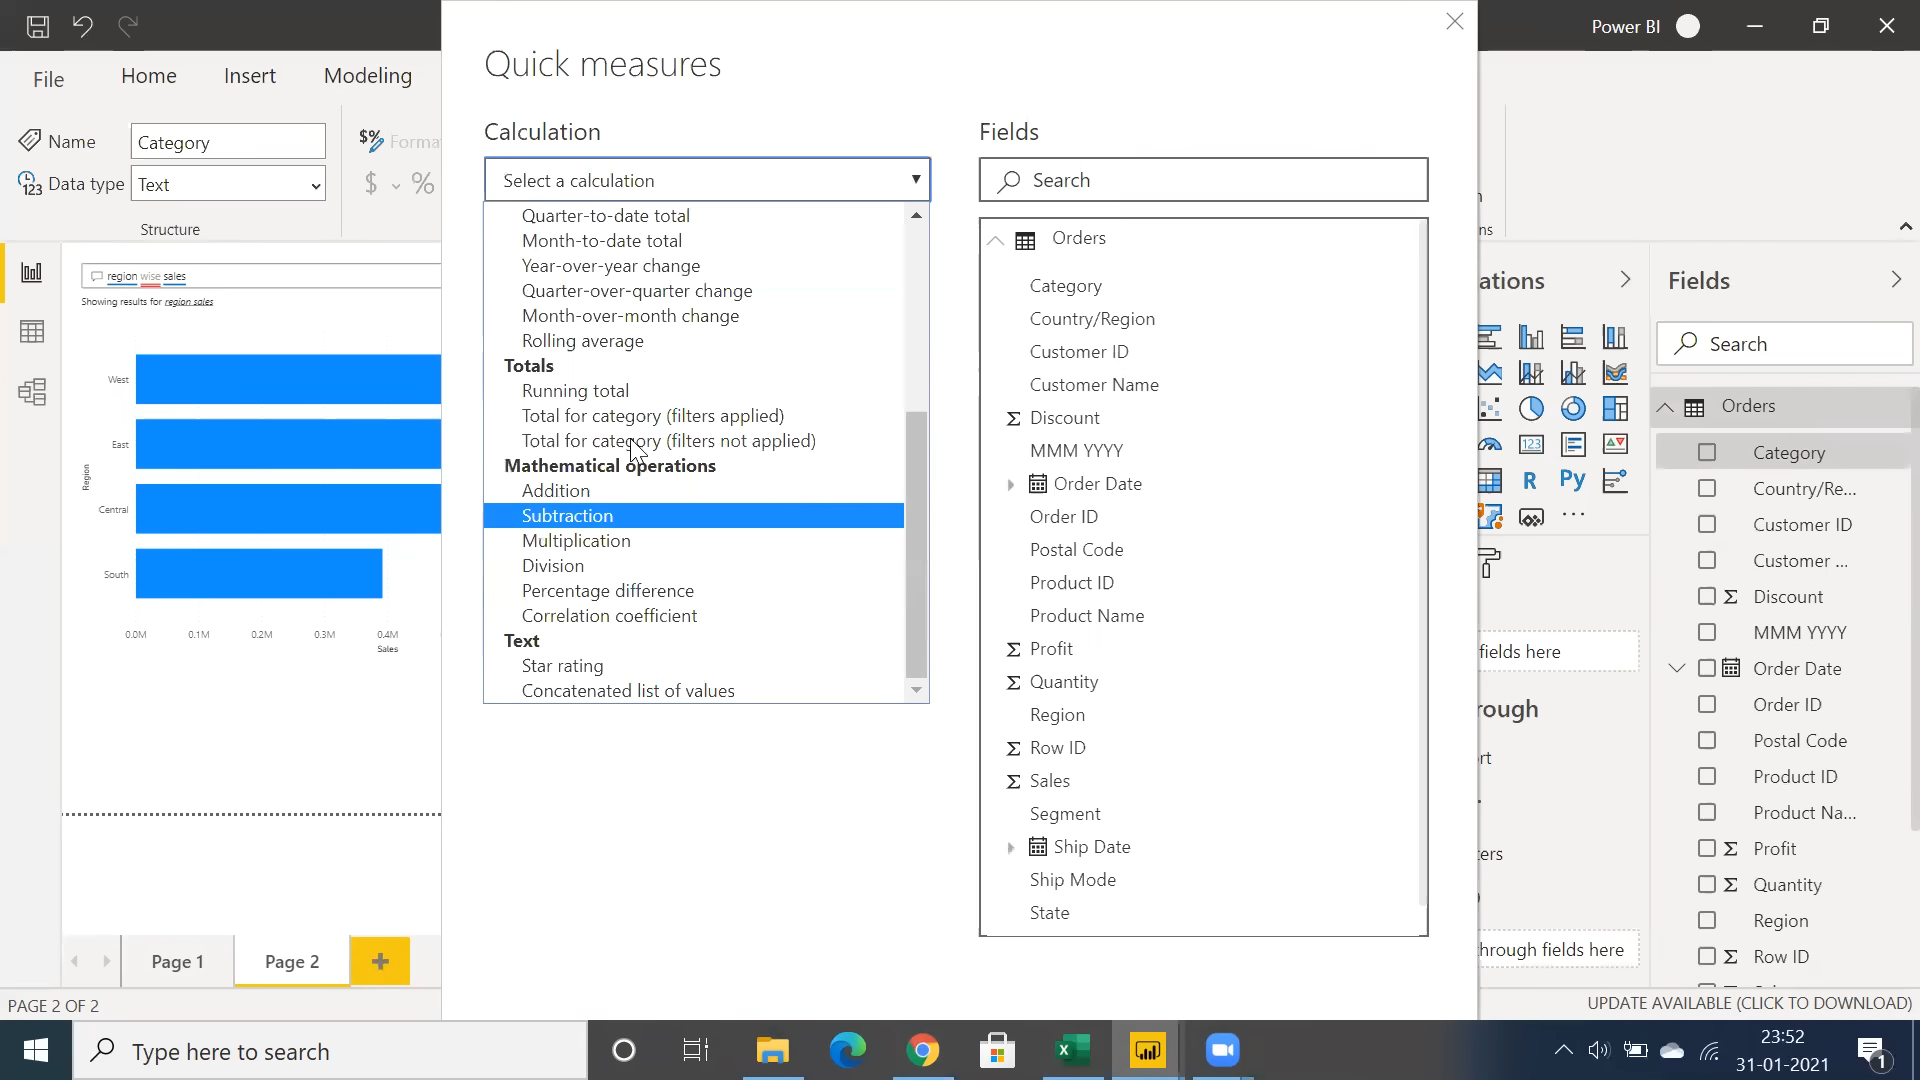 Power BI
File
Home
Insert
Modeling
Name
Category
Data type
Text
Structure
$
%
region wise sales
Showing results for region sales
West
East
Central
South
Region
0.0M
0.1M
0.2M
0.3M
0.4M
Sales
Page 1
Page 2
PAGE 2 OF 2
Quick measures
Calculation
Select a calculation
Quarter-to-date total
Month-to-date total
Year-over-year change
Quarter-over-quarter change
Month-over-month change
Rolling average
Totals
Running total
Total for category (filters applied)
Total for category (filters not applied)
Mathematical operations
Addition
Subtraction
Multiplication
Division
Percentage difference
Correlation coefficient
Text
Star rating
Concatenated list of values
Fields
Search
Orders
Category
Country/Region
Customer ID
Customer Name
Discount
MMM YYYY
Order Date
Order ID
Postal Code
Product ID
Product Name
Profit
Quantity
Region
Row ID
Sales
Segment
Ship Date
Ship Mode
State
ations
R
Py
fields here
rough
rt
ters
hrough fields here
Fields
Search
Orders
Category
Country/Re...
Customer ID
Customer ...
Discount
MMM YYYY
Order Date
Order ID
Postal Code
Product ID
Product Na...
Profit
Quantity
Region
Row ID
UPDATE AVAILABLE (CLICK TO DOWNLOAD)
Type here to search
23:52
31-01-2021
1